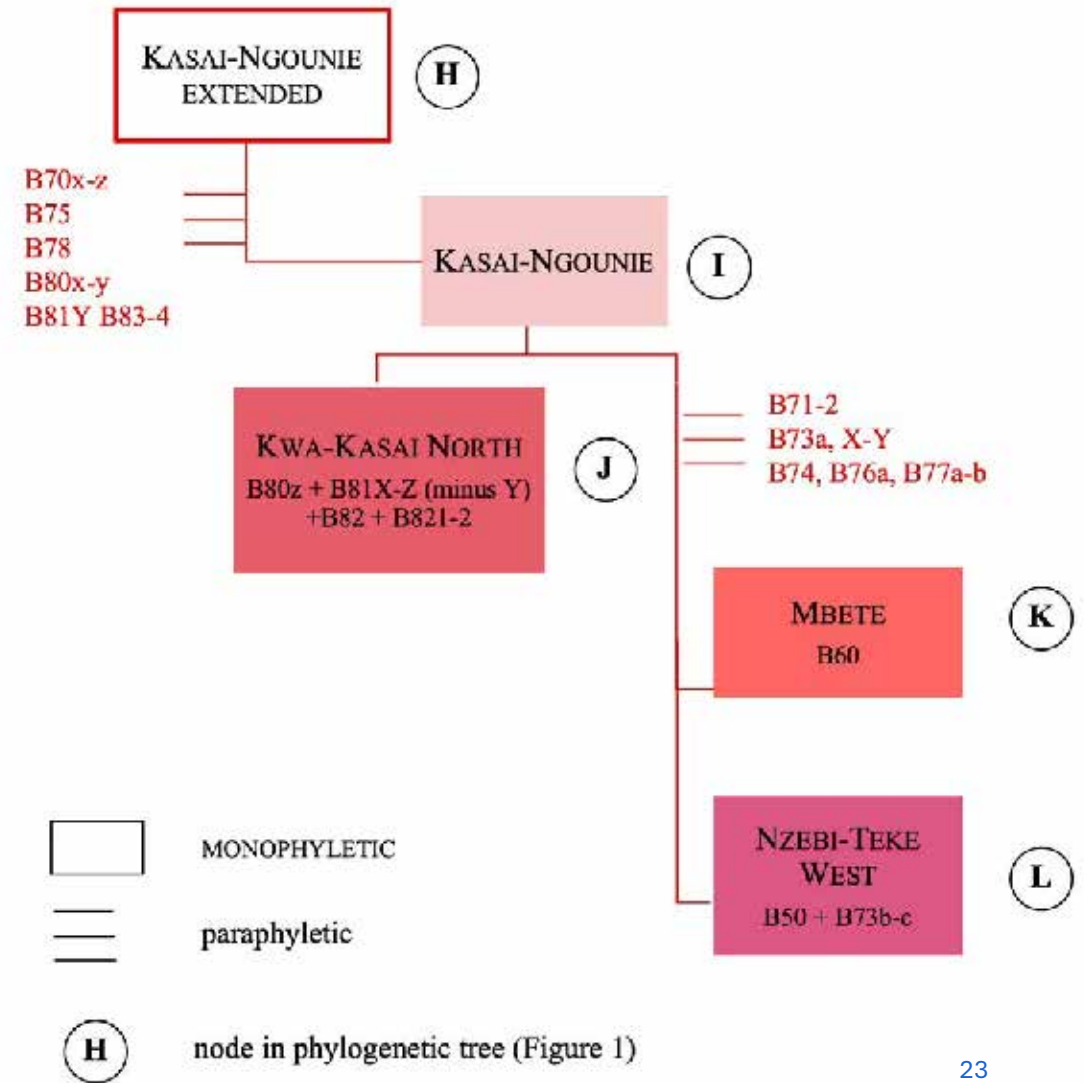 KASAI-NGOUNIE
EXTENDED
H
B70x-z
B75
B78
B80x-y
B81Y B83-4
KASAI-NGOUNIE
I
KWA-KASAI NORTH
B80z + B81X-Z (minus Y)
+B82 + B821-2
J
B71-2
B73a, X-Y
B74, B76a, B77a-b
MBETE
B60
K
NZEBI-TEKE
WEST
B50 + B73b-c
L
MONOPHYLETIC
paraphyletic
H
node in phylogenetic tree (Figure 1)
23